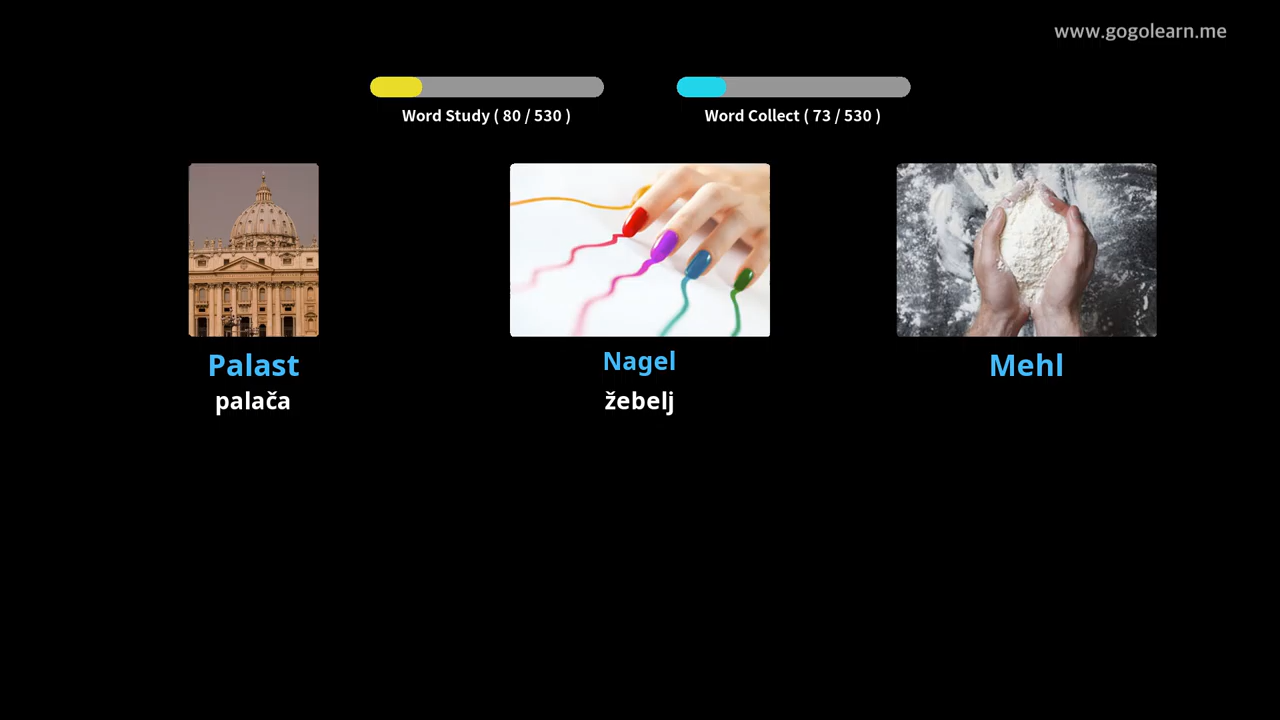 www.gogolearn.me
Word Study ( 80 / 530 )
Word Collect ( 73 / 530 )
Palast
palača
Nagel
žebelj
Mehl